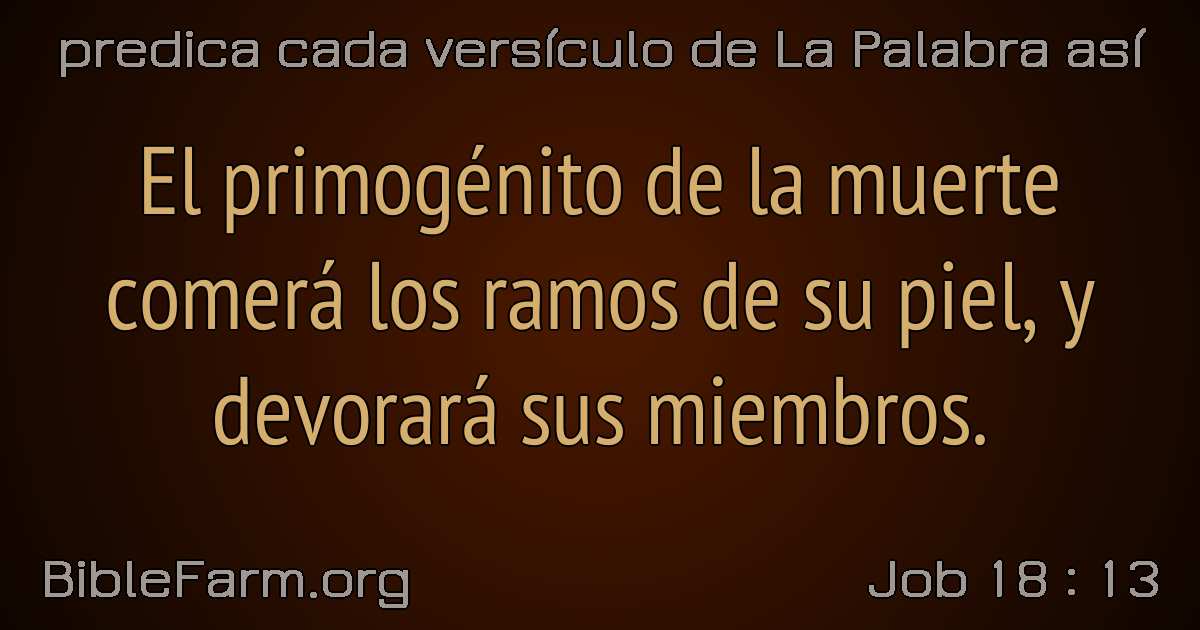 predica cada versículo de La Palabra así
El primogénito de la muerte
comerá los ramos de su piel, y
devorará sus miembros.
BibleFarm.org
Job 18 : 13